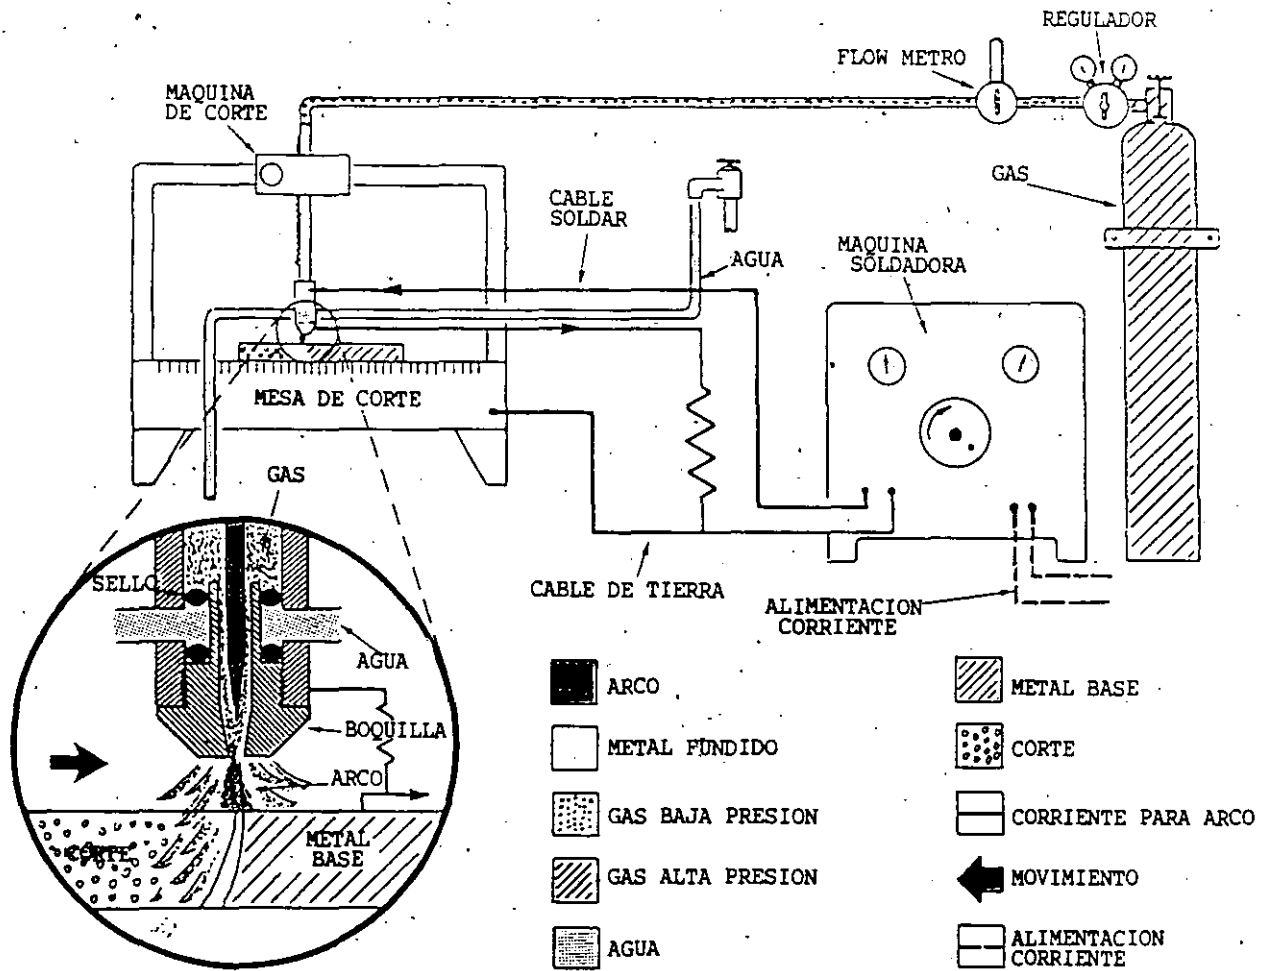 REGULADOR
FLOW METRO
MAQUINA
DE CORTE
GAS
CABLE
SOLDAR
AGUA
MAQUINA
SOLDADORA
MESA DE CORTE
GAS
SELLO
CABLE DE TIERRA
ALIMENTACION
CORRIENTE
AGUA
BOQUILLA
ARCO
CORTE
METAL
BASE
ARCO
METAL FUNDIDO
GAS BAJA PRESION
GAS ALTA PRESION
AGUA
METAL BASE
CORTE
CORRIENTE PARA ARCO
MOVIMIENTO
ALIMENTACION
CORRIENTE